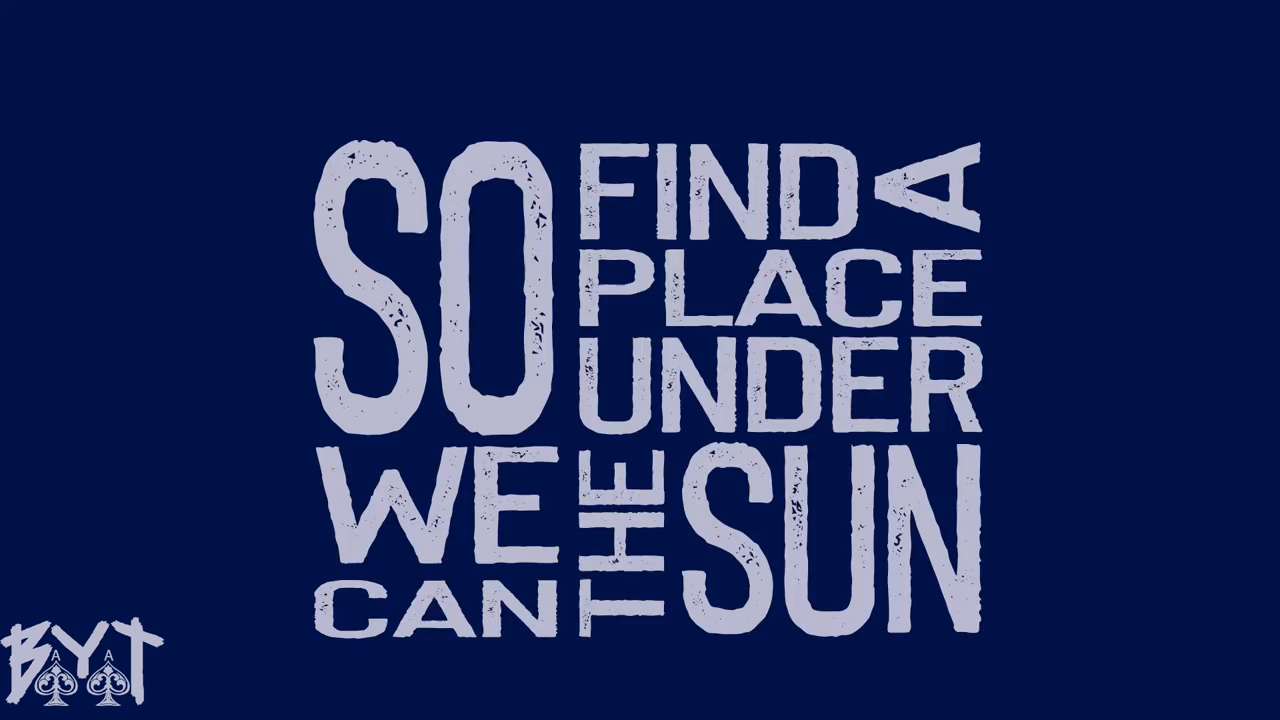 SO WE CAN
FIND A
PLACE
UNDER
THE SUN
BYT
A A